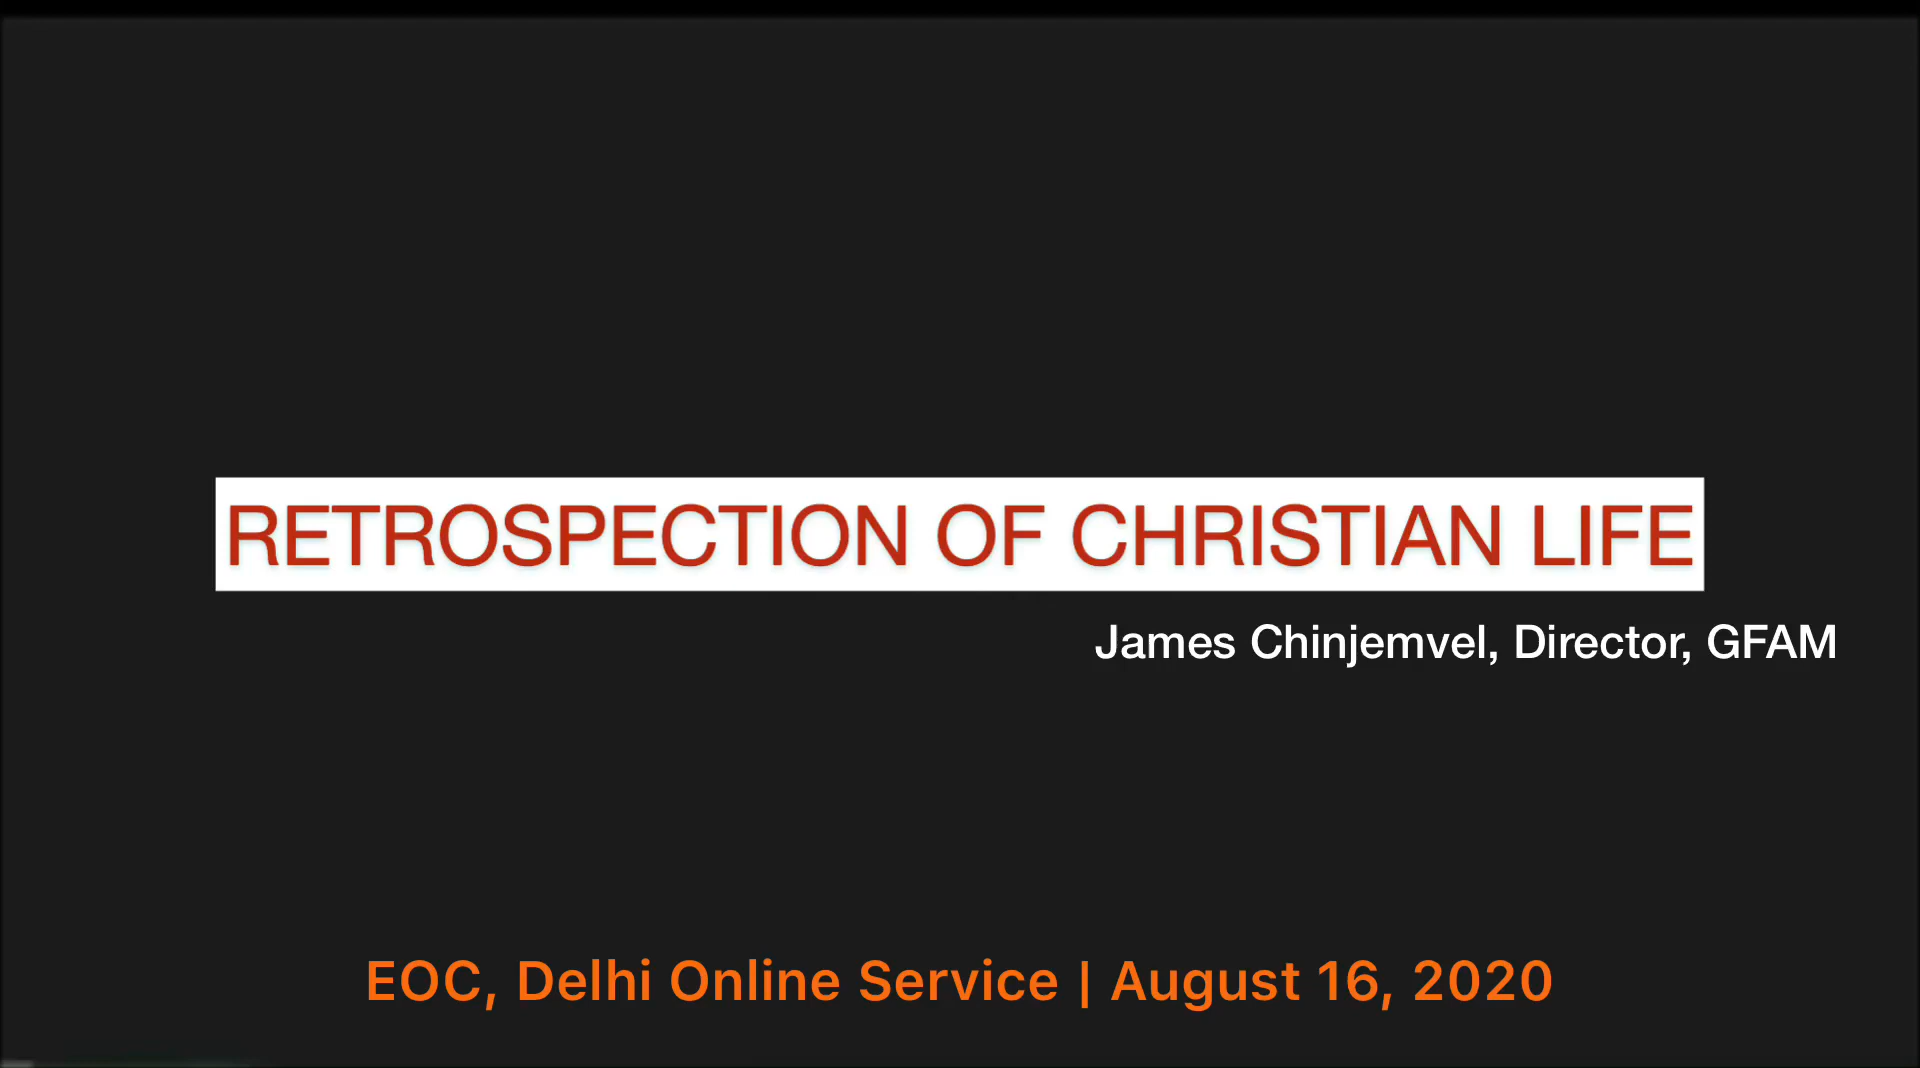 RETROSPECTION OF CHRISTIAN LIFE
James Chinjemvel, Director, GFAM
EOC, Delhi Online Service | August 16, 2020